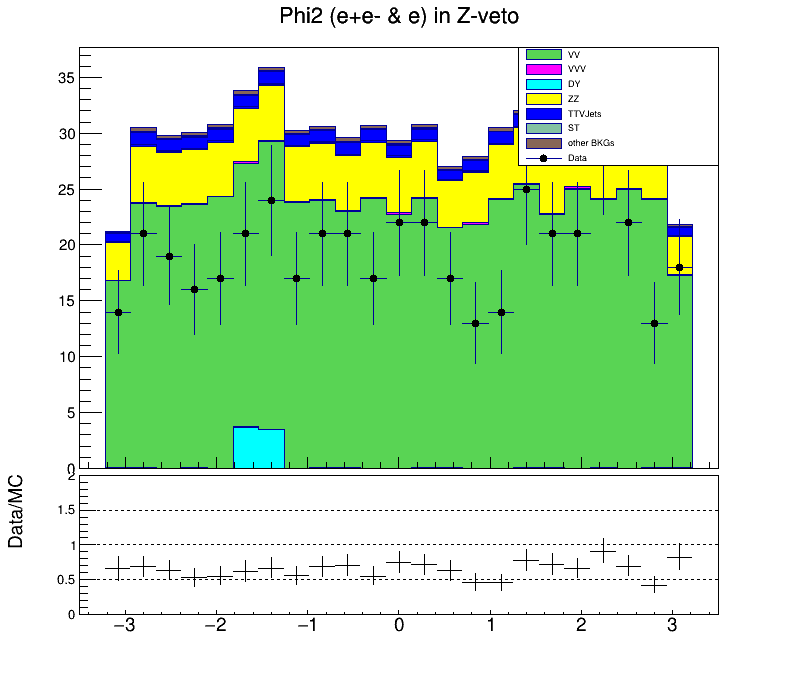 Phi2 (e+e- & e) in Z-veto
VV
VVV
DY
ZZ
TTVJets
ST
other BKGs
Data
35
30
25
20
15
10
5
0
Data/MC
2
1.5
1
0.5
0
−3 −2 −1 0 1 2 3